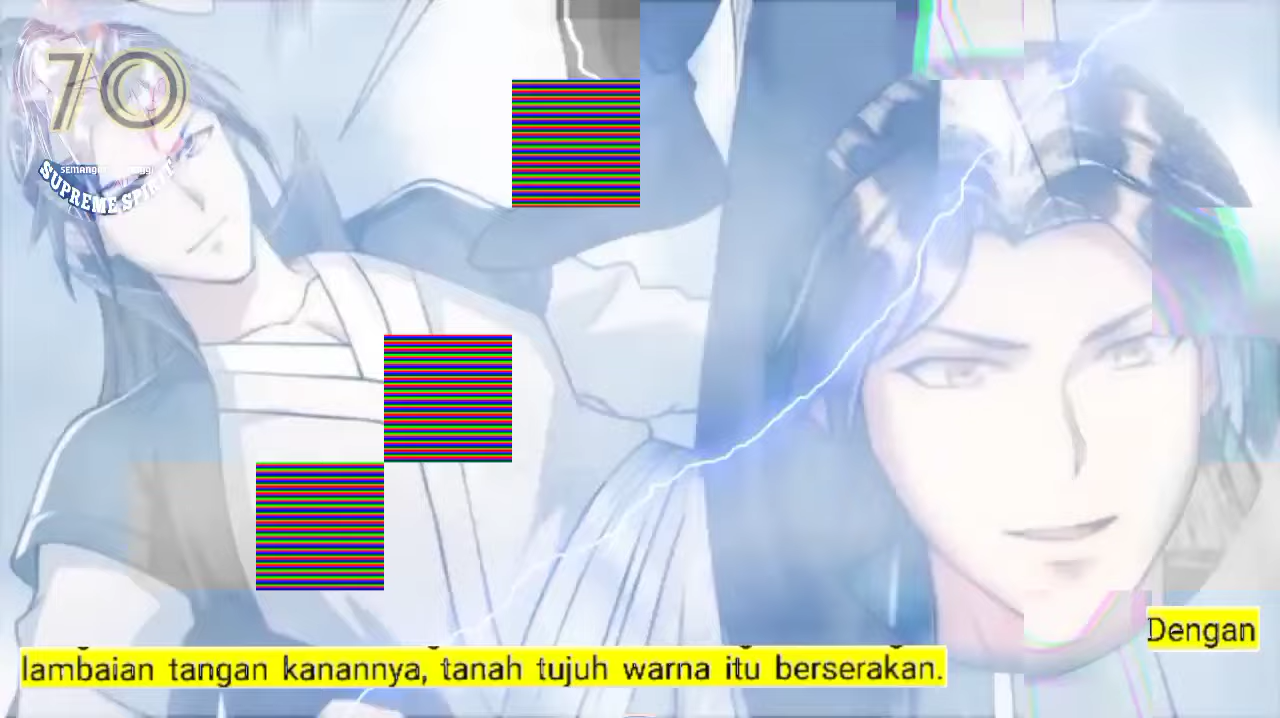 70
SUPREME SPIRIT
Dengan
lambaian tangan kanannya, tanah tujuh warna itu berserakan.